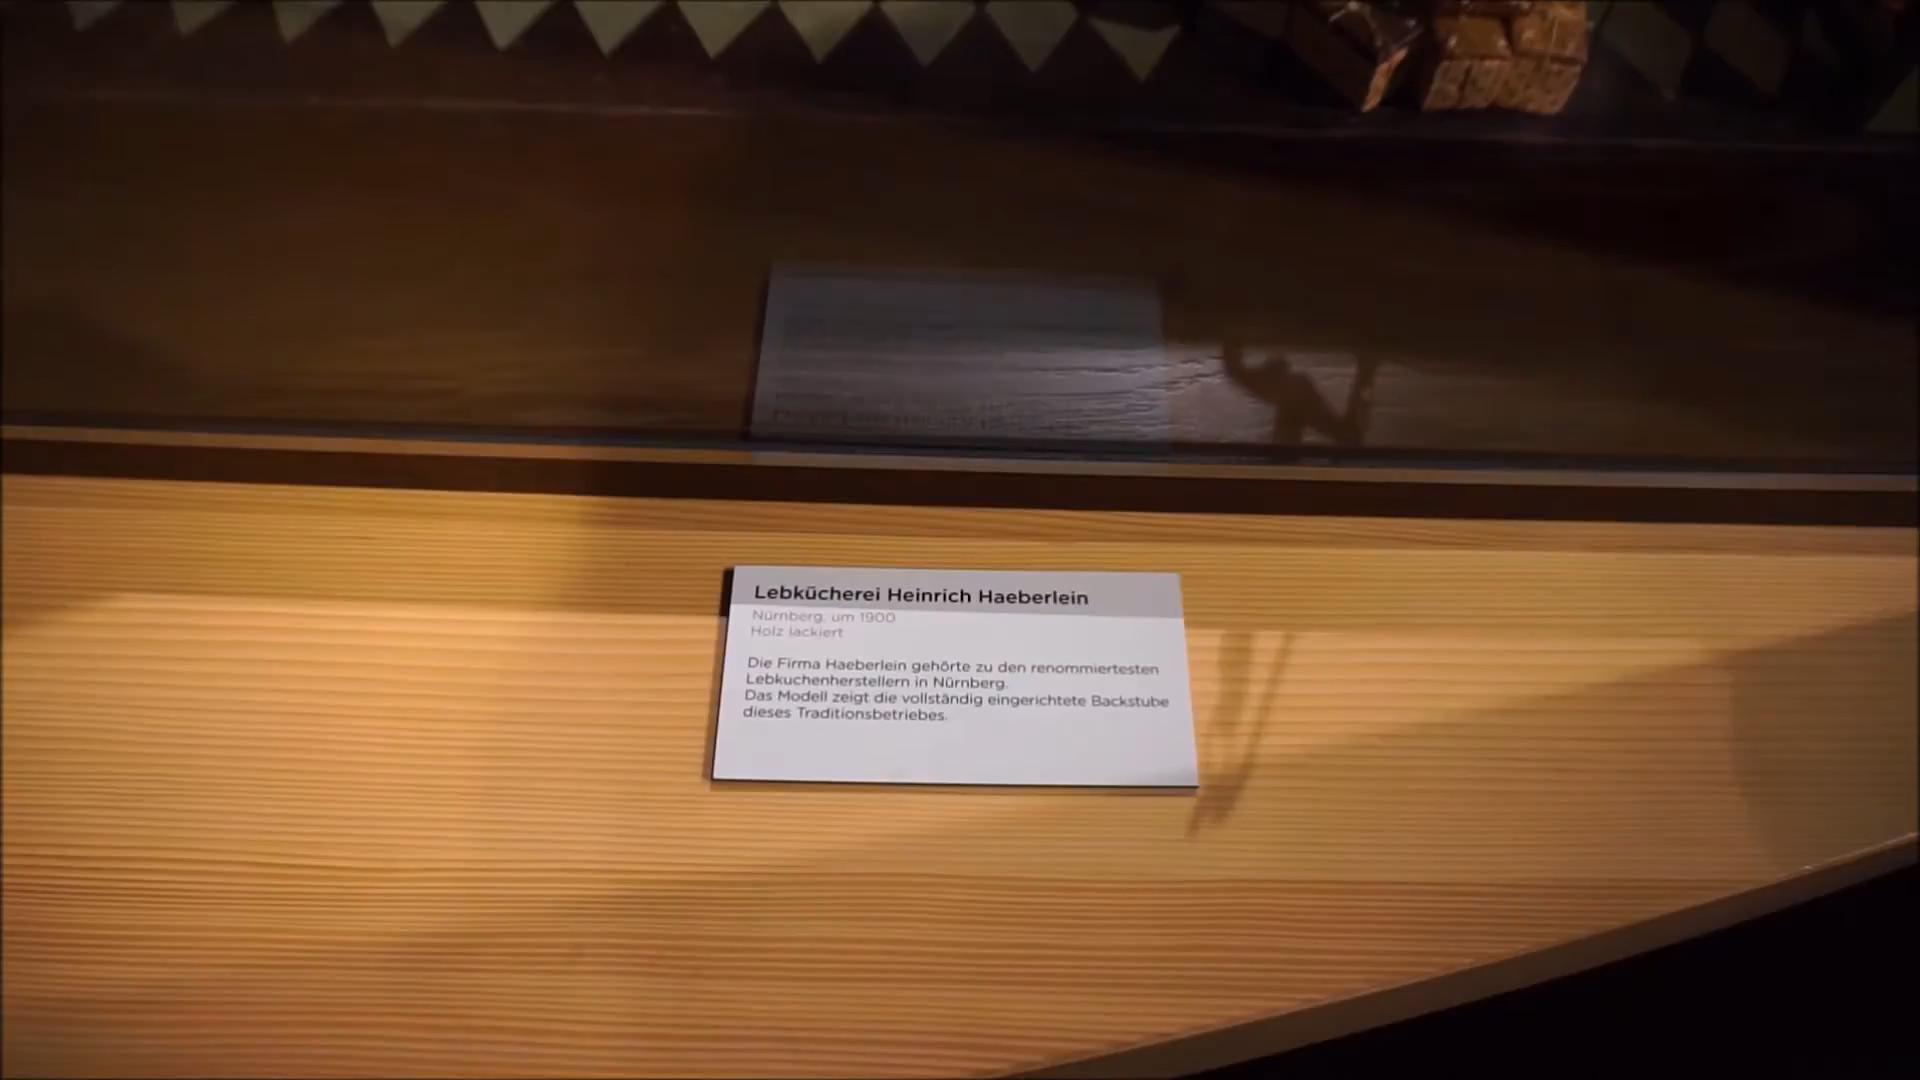 Lebkücherei Heinrich Haeberlein
Nürnberg, um 1900
Holz lackiert
Die Firma Haeberlein gehörte zu den renommiertesten
Lebkuchenherstellern in Nürnberg.
Das Modell zeigt die vollständig eingerichtete Backstube
dieses Traditionsbetriebes.